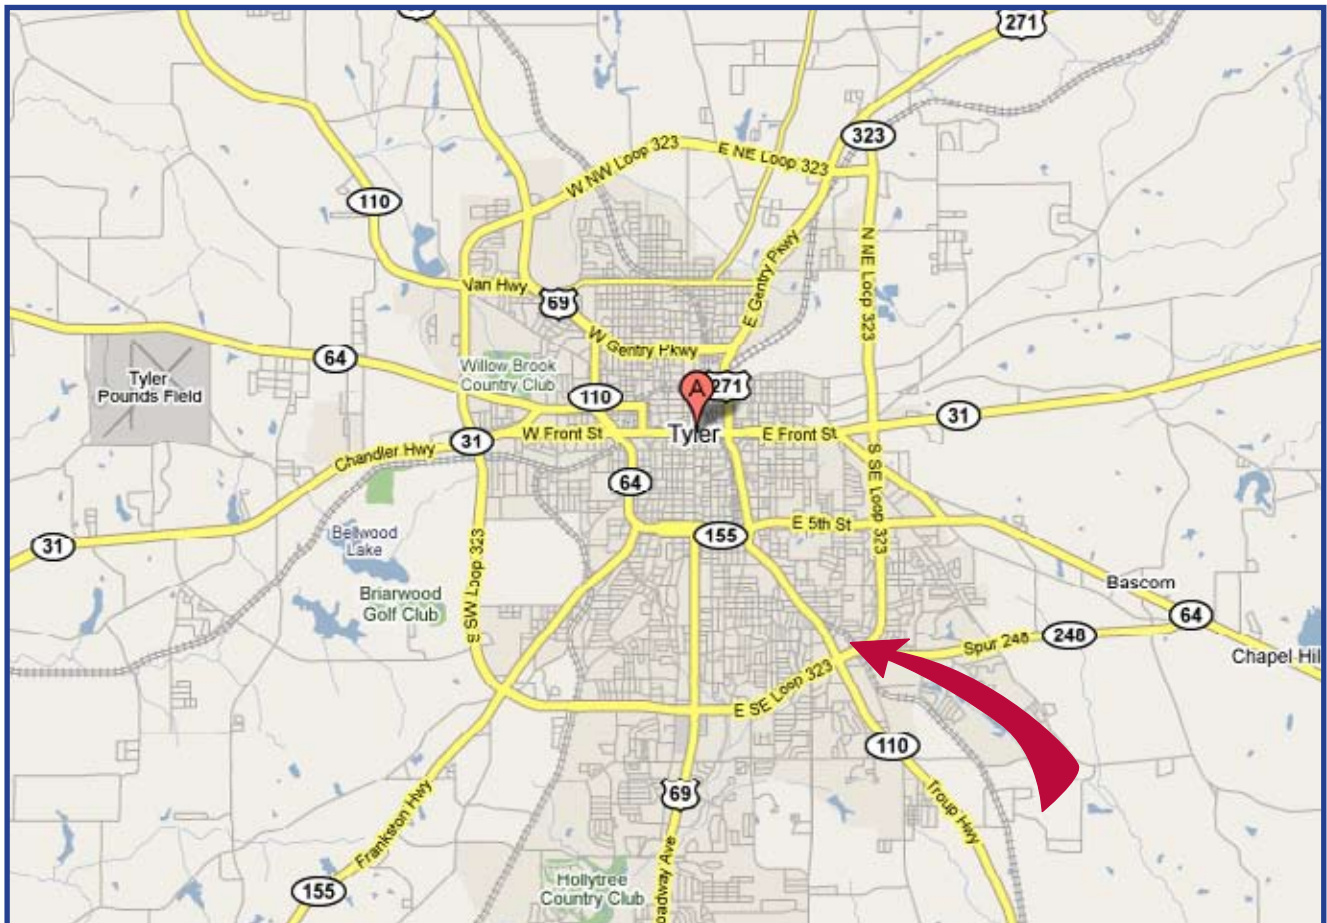 271
323
W NW Loop 323
E NE Loop 323
110
N NE Loop 323
Van Hwy
E Gentry Pkwy
69
W Gentry Pkwy
64
Willow Brook
Country Club
Tyler
Pounds Field
A
271
110
31
W Front St
Tyler
E Front St
31
Chandler Hwy
S SE Loop 323
64
E 5th St
155
31
Bellwood
Lake
Bascom
Briarwood
Golf Club
S SW Loop 323
64
248
Spur 248
Chapel Hil
E SE Loop 323
110
69
Troup Hwy
Frankston Hwy
155
Hollytree
Country Club
oadway Ave